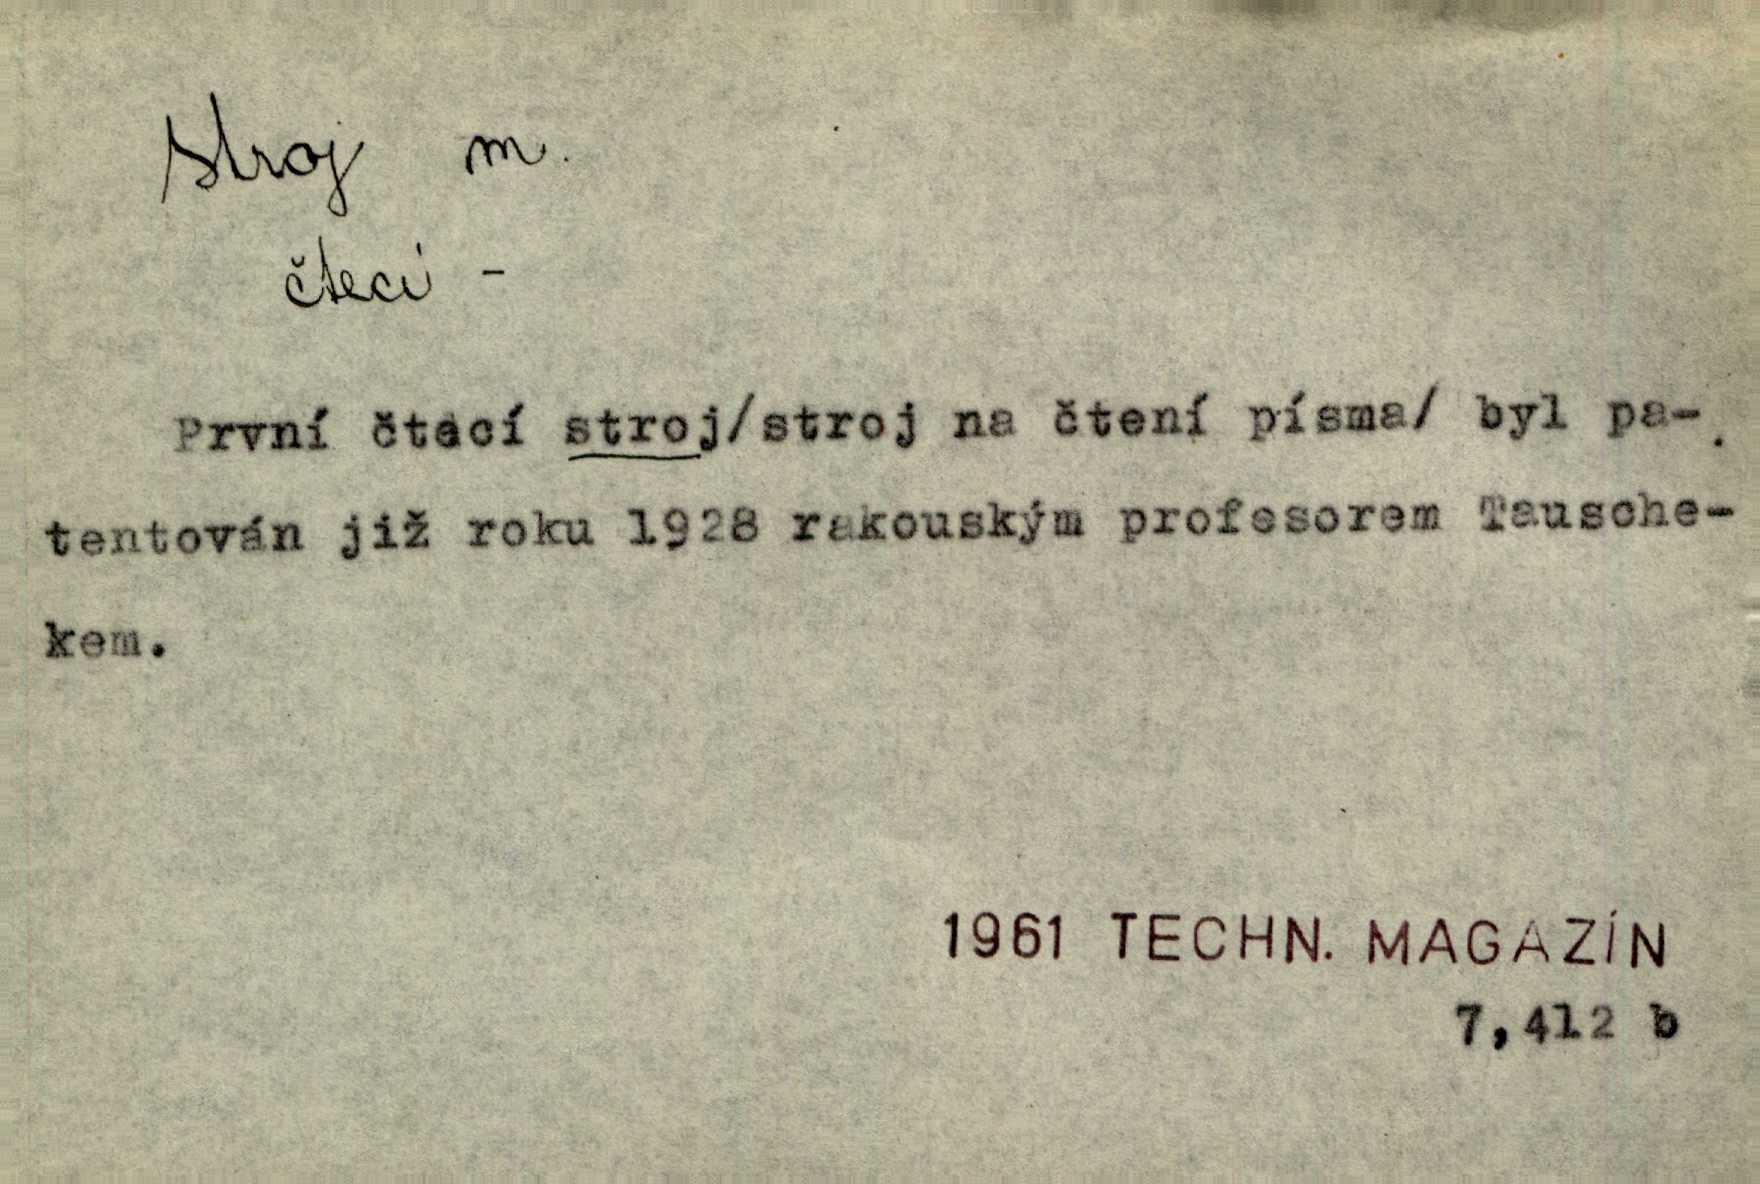 stroj m.
čtecí -
První čtecí stroj/stroj na čtení písma/ byl pa-
tentován již roku 1928 rakouským profesorem Tausche-
kem.
1961 TECHN. MAGAZÍN
7,412 b